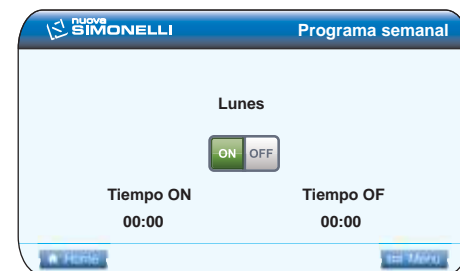 nuova
SIMONELLI
Programa semanal
Lunes
ON OFF
Tiempo ON
Tiempo OF
00:00
00:00
Home
Menu